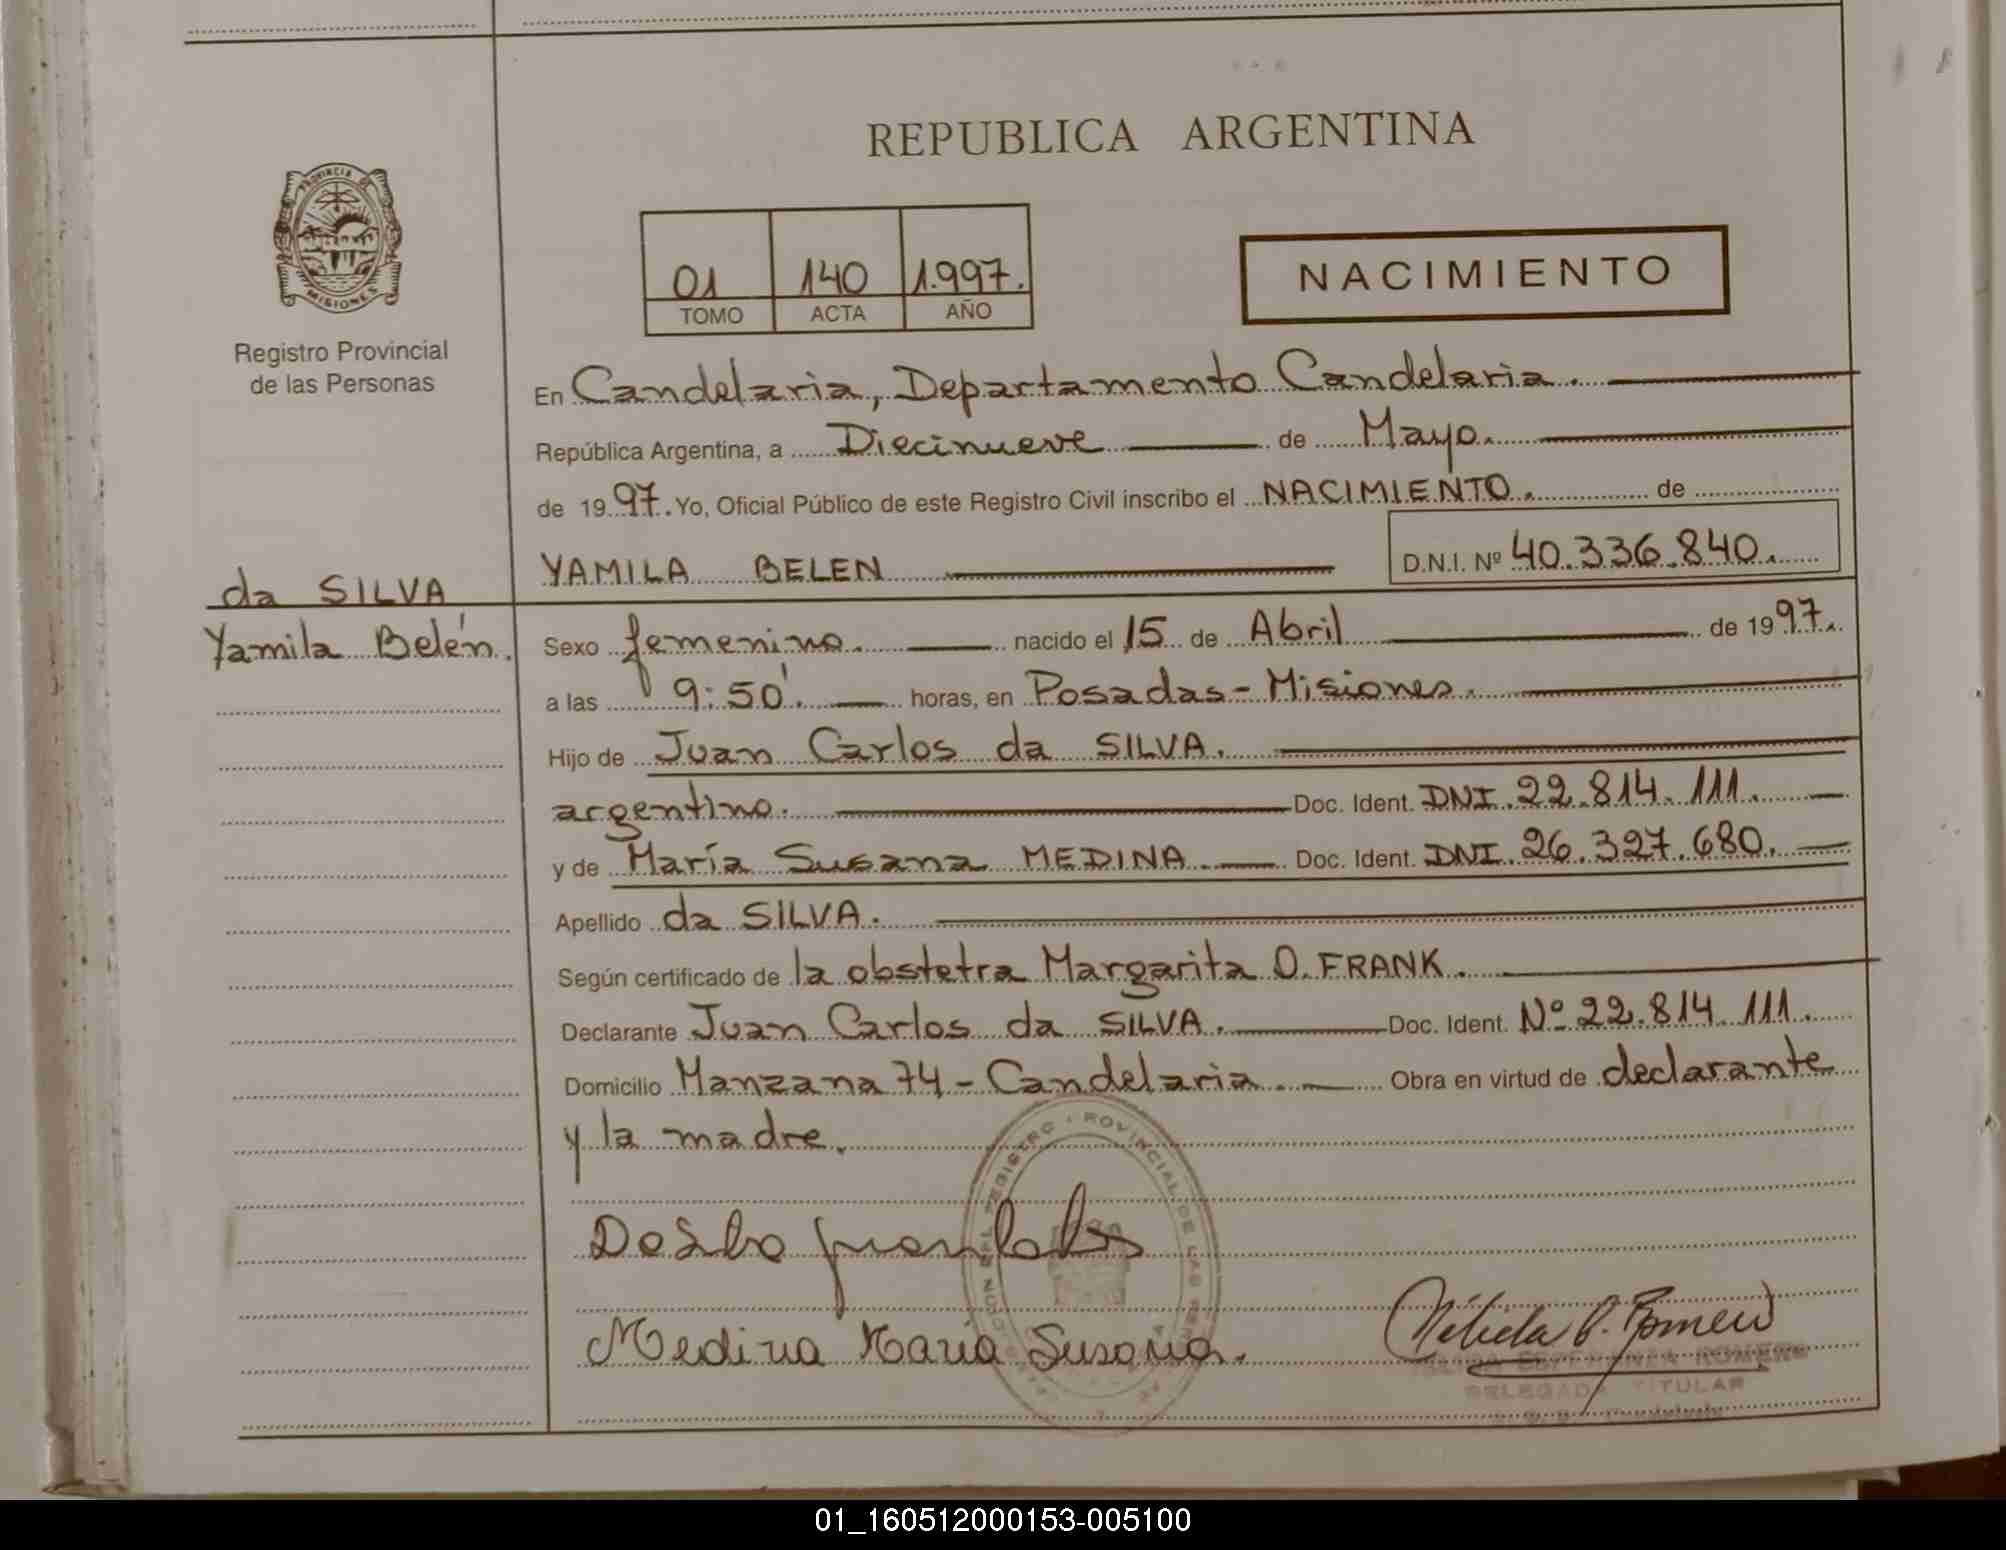 REPUBLICA ARGENTINA
PROVINCIA DE MISIONES
01 140 1.997.
TOMO ACTA AÑO
NACIMIENTO
Registro Provincial
de las Personas
En Candelaria, Departamento Candelaria.
República Argentina, a Diecinueve de Mayo.
de 1997. Yo, Oficial Público de este Registro Civil inscribo el NACIMIENTO. de
YAMILA BELEN D.N.I. Nº 40.336.840.
da SILVA
Yamila Belén.
Sexo femenino. nacido el 15 de Abril de 1997.
a las 9:50'. horas, en Posadas-Misiones.
Hijo de Juan Carlos da SILVA.
argentino. Doc. Ident. DNI. 22.814.111.
y de María Susana MEDINA. Doc. Ident. DNI. 26.327.680.
Apellido da SILVA.
Según certificado de la obstetra Margarita O. FRANK.
Declarante Juan Carlos da SILVA. Doc. Ident. Nº 22.814.111.
Domicilio Manzana 74 - Candelaria. Obra en virtud de declarante
y la madre.
Medina Maria Susana.
ESPERANZA ROMERO
DELEGADA TITULAR
01_160512000153-005100